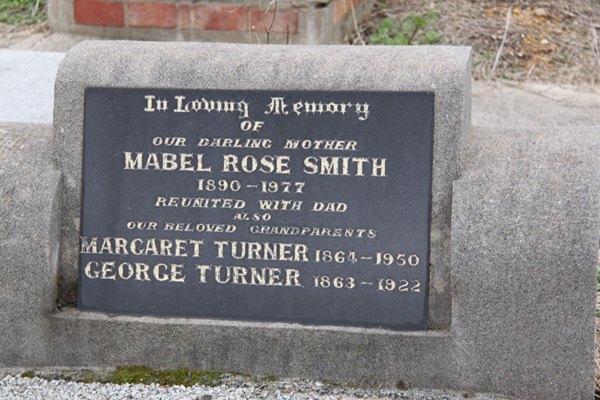 In Loving Memory
OF
OUR DARLING MOTHER
MABEL ROSE SMITH
1890 - 1977
REUNITED WITH DAD
ALSO
OUR BELOVED GRANDPARENTS
MARGARET TURNER 1864 - 1950
GEORGE TURNER 1863 - 1922